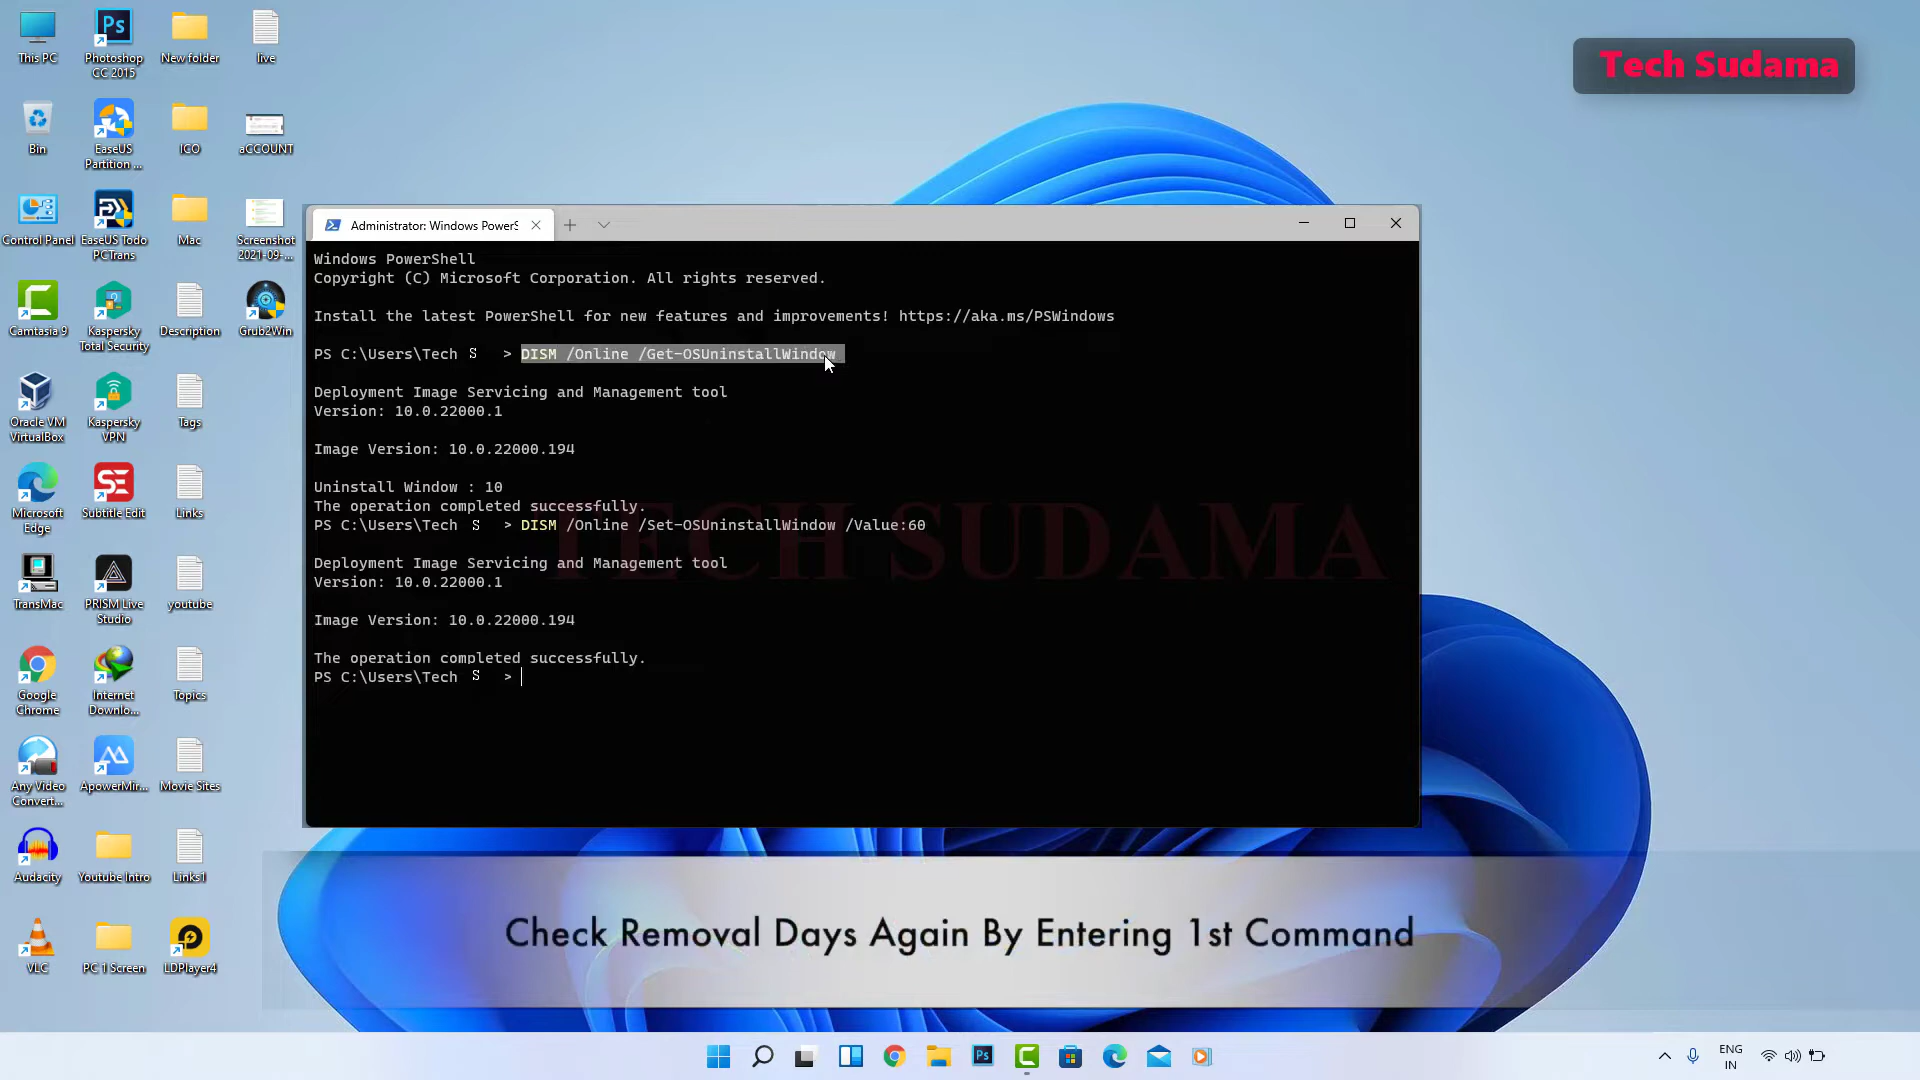 This PC
Photoshop
CC 2015
New folder
live
Tech Sudama
Bin
EaseUS
Partition ...
ICO
aCCOUNT
Control Panel
EaseUS Todo
PCTrans
Mac
Screenshot
2021-09-...
Camtasia 9
Kaspersky
Total Security
Description
Grub2Win
Oracle VM
VirtualBox
Kaspersky
VPN
Tags
Microsoft
Edge
Subtitle Edit
Links
TransMac
PRISM Live
Studio
youtube
Google
Chrome
Internet
Downlo...
Topics
Any Video
Convert...
ApowerMir...
Movie Sites
Audacity
Youtube Intro
Links1
VLC
PC 1 Screen
LDPlayer4
Administrator: Windows PowerS
Windows PowerShell
Copyright (C) Microsoft Corporation. All rights reserved.
Install the latest PowerShell for new features and improvements! https://aka.ms/PSWindows
PS C:\Users\Tech S > DISM /Online /Get-OSUninstallWindow
Deployment Image Servicing and Management tool
Version: 10.0.22000.1
Image Version: 10.0.22000.194
Uninstall Window : 10
The operation completed successfully.
PS C:\Users\Tech S > DISM /Online /Set-OSUninstallWindow /Value:60
TECH SUDAMA
Deployment Image Servicing and Management tool
Version: 10.0.22000.1
Image Version: 10.0.22000.194
The operation completed successfully.
PS C:\Users\Tech S >
Check Removal Days Again By Entering 1st Command
ENG
IN